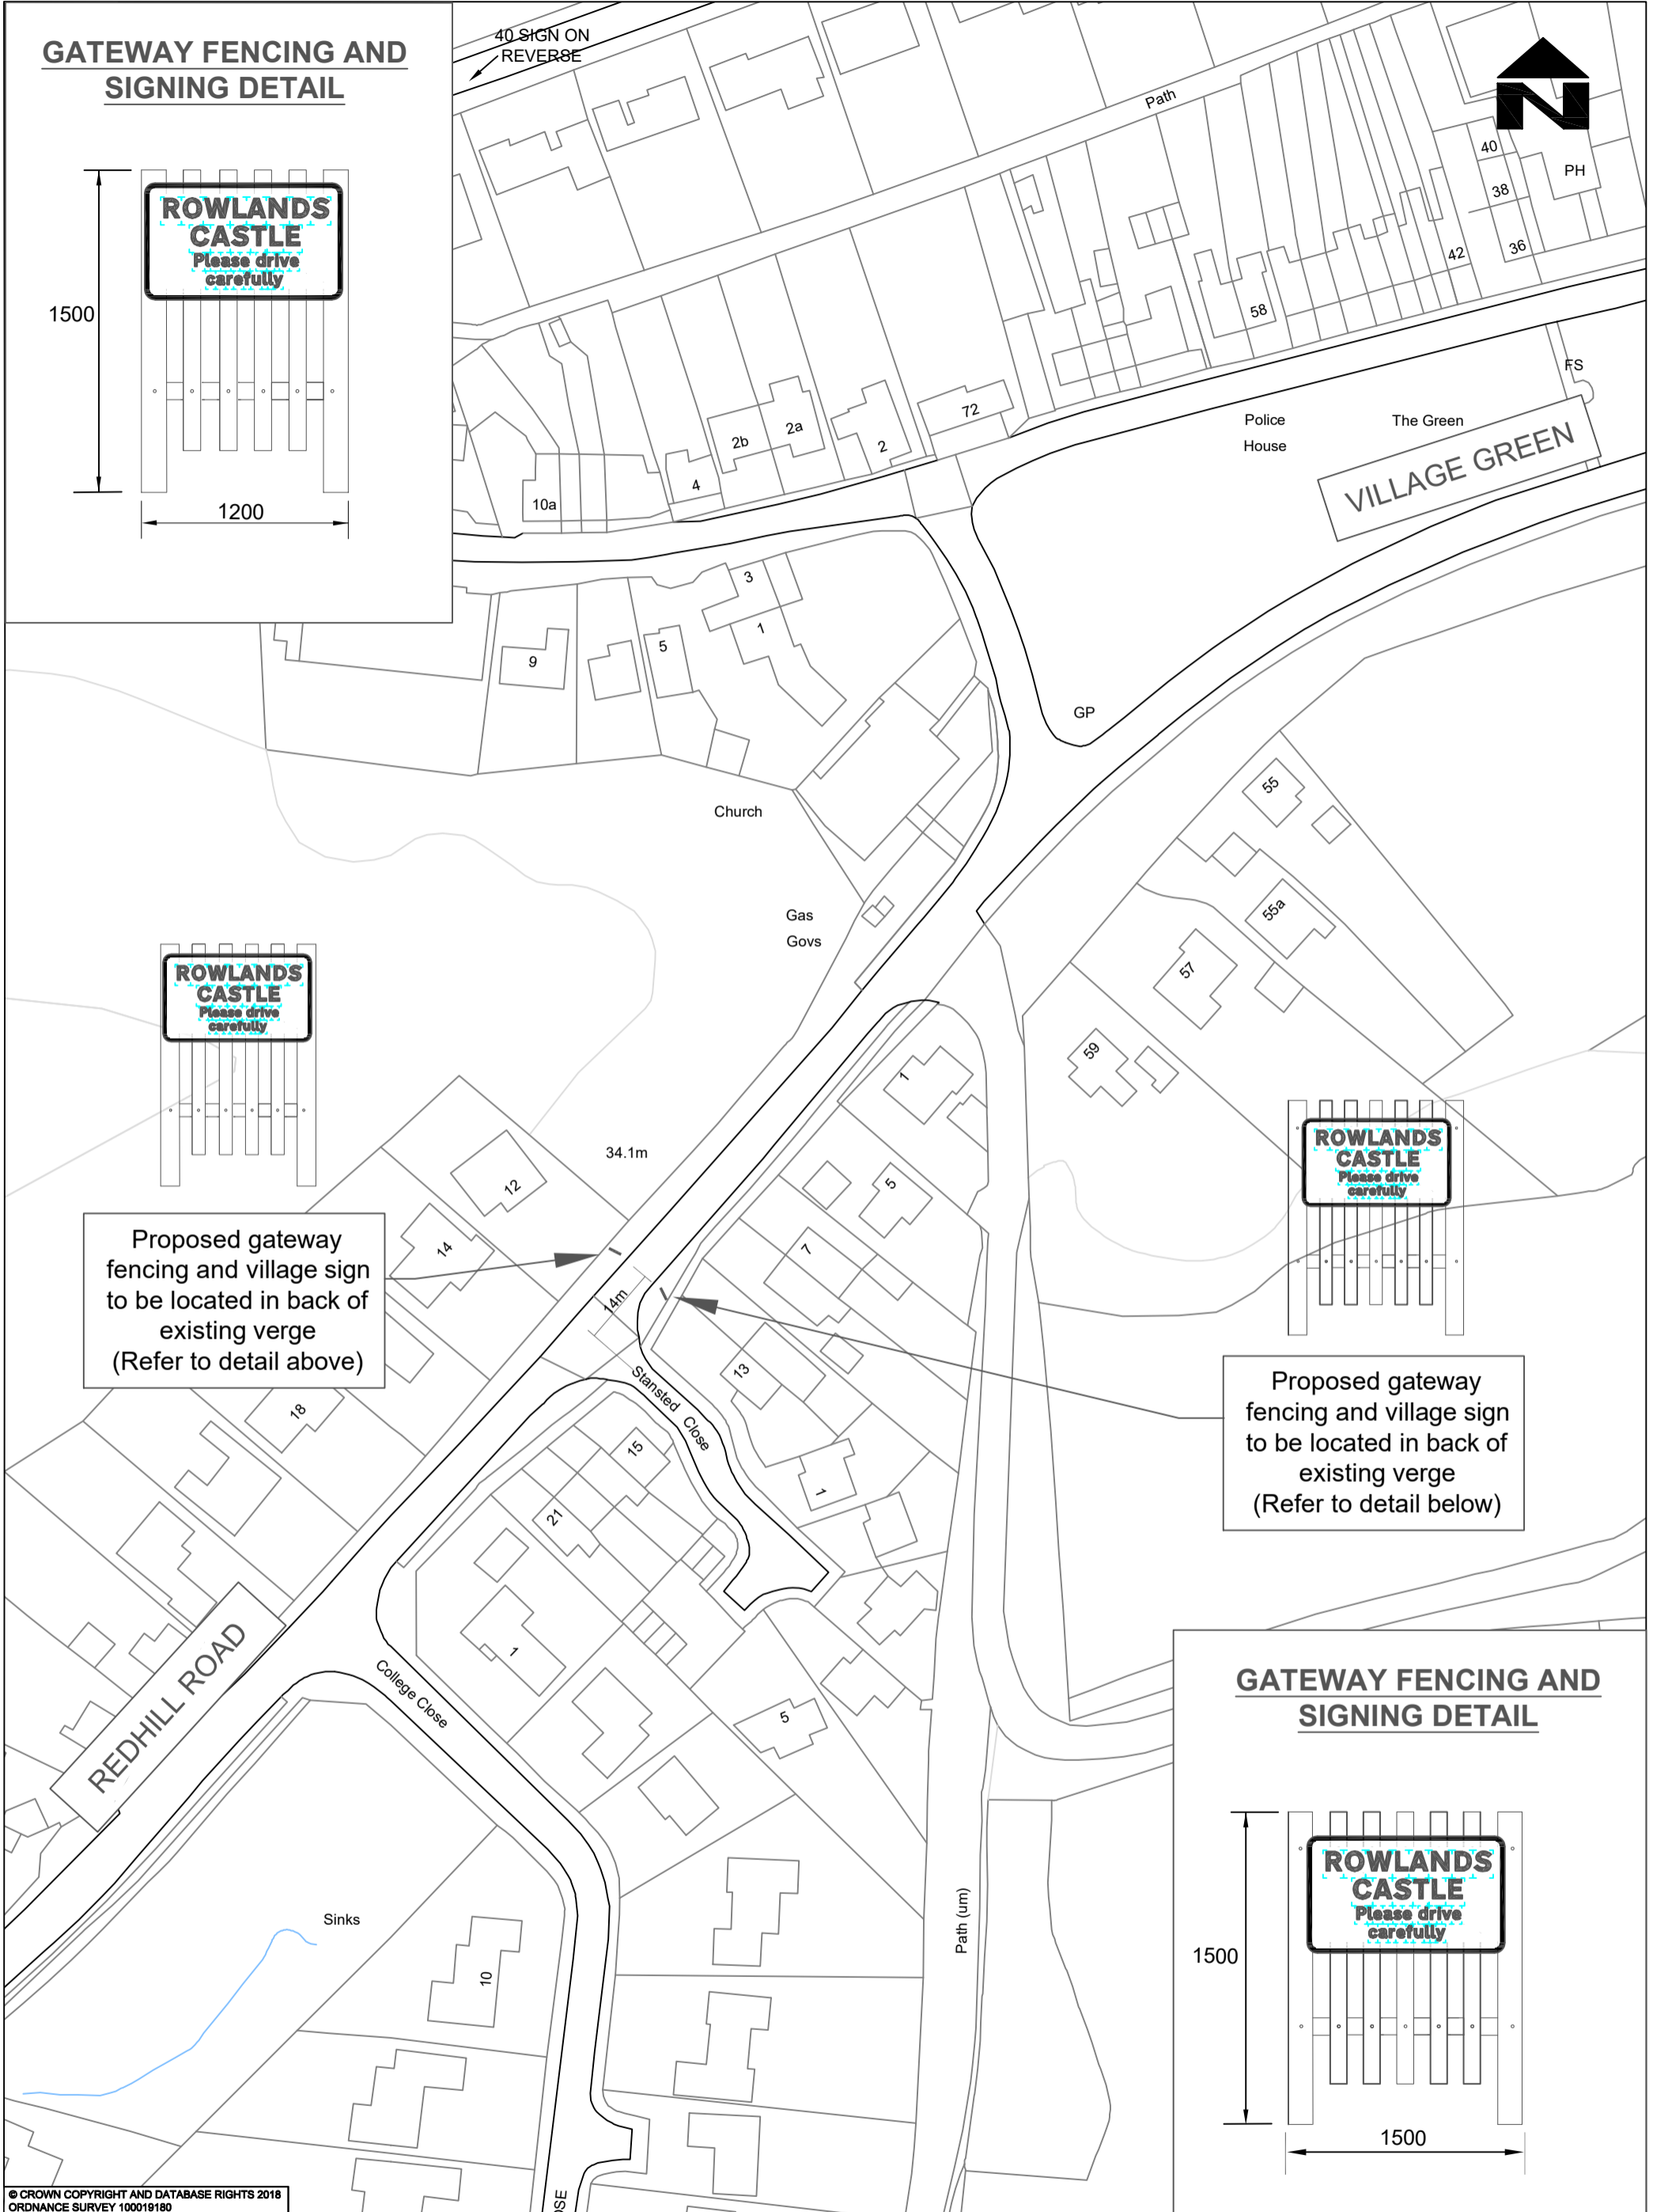 GATEWAY FENCING AND
SIGNING DETAIL
ROWLANDS
CASTLE
Please drive
carefully
1500
1200
40 SIGN ON
REVERSE
Path
40
38
36
PH
42
58
FS
Police
House
The Green
VILLAGE GREEN
72
2
2a
2b
4
10a
3
1
5
9
GP
Church
Gas
Govs
55
55a
57
59
ROWLANDS
CASTLE
Please drive
carefully
34.1m
1
5
7
12
14
ROWLANDS
CASTLE
Please drive
carefully
Proposed gateway
fencing and village sign
to be located in back of
existing verge
(Refer to detail above)
14m
13
Stansted Close
18
15
21
1
1
Proposed gateway
fencing and village sign
to be located in back of
existing verge
(Refer to detail below)
REDHILL ROAD
College Close
5
Sinks
10
Path (um)
OSE
GATEWAY FENCING AND
SIGNING DETAIL
ROWLANDS
CASTLE
Please drive
carefully
1500
1500
© CROWN COPYRIGHT AND DATABASE RIGHTS 2018
ORDNANCE SURVEY 100019180